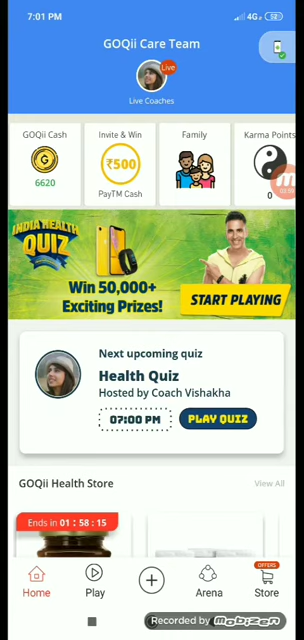 7:01 PM
4G
52
GOQii Care Team
Live
Live Coaches
GOQii Cash
6620
Invite & Win
₹500
PayTM Cash
Family
Karma Points
0
INDIA HEALTH
QUIZ
Win 50,000+
Exciting Prizes!
START PLAYING
Next upcoming quiz
Health Quiz
Hosted by Coach Vishakha
07:00 PM
PLAY QUIZ
GOQii Health Store
View All
Ends in 01 : 58 : 15
OFFERS
Home
Play
Arena
Store
Recorded by mobizen